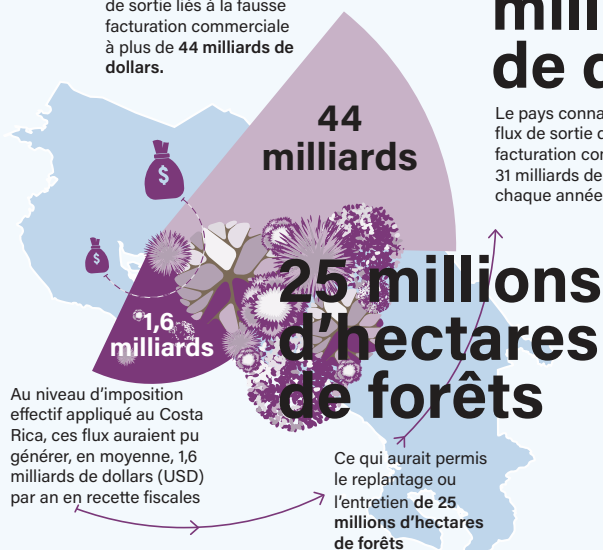 de sortie liés à la fausse
facturation commerciale
à plus de 44 milliards de
dollars.
44
milliards
$
$
1,6
milliards
Au niveau d'imposition
effectif appliqué au Costa
Rica, ces flux auraient pu
générer, en moyenne, 1,6
milliards de dollars (USD)
par an en recette fiscales
25 millions
d'hectares
de forêts
Ce qui aurait permis
le replantage ou
l'entretien de 25
millions d'hectares
de forêts
de
Le pays
flux de sortie
facturation
31 milliards de
chaque année